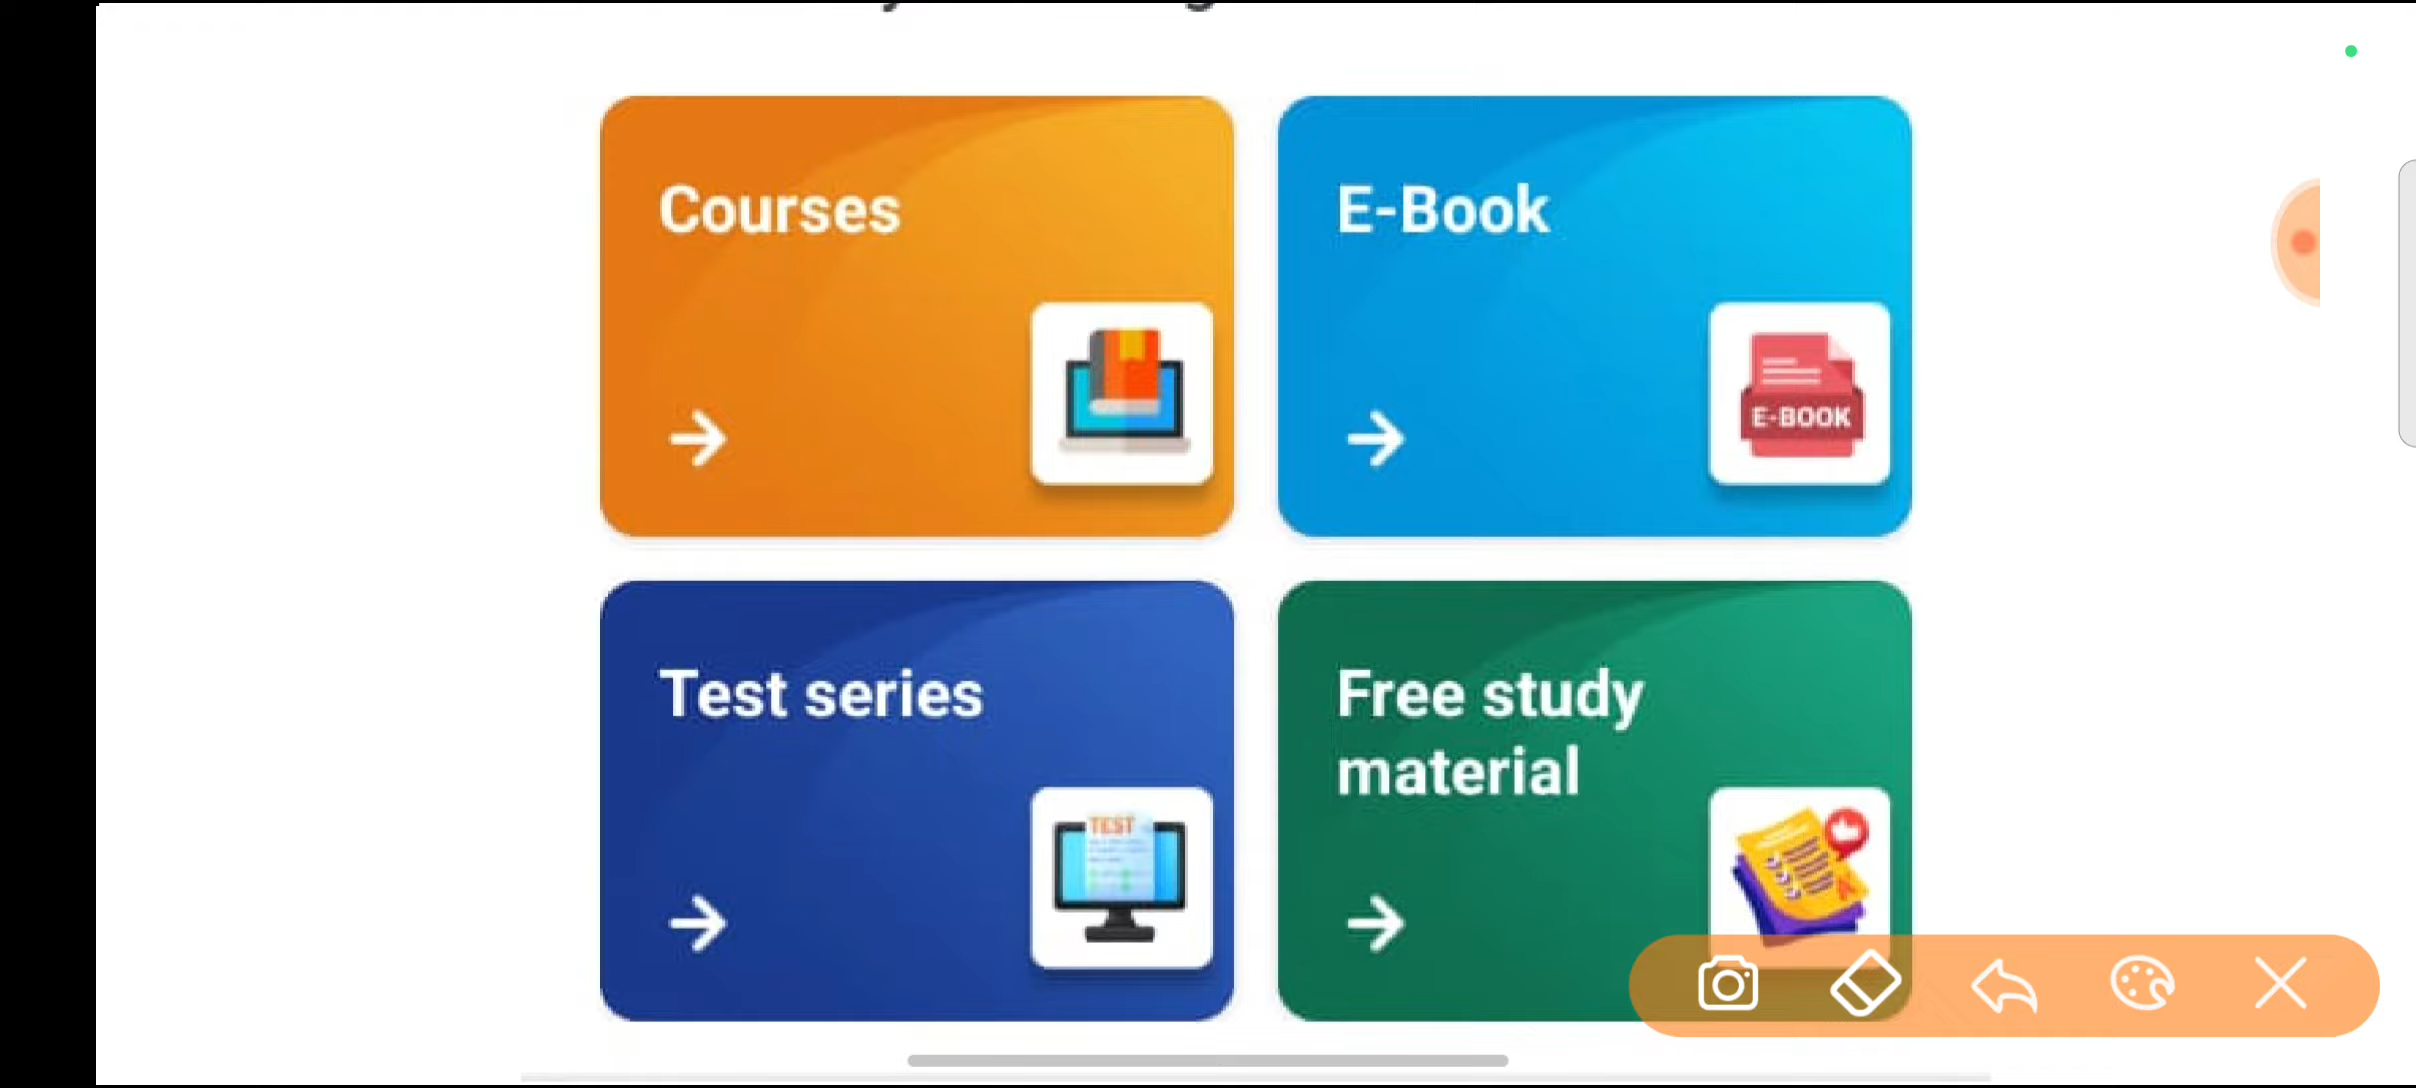 Courses
E-Book
E-BOOK
Test series
TEST
Free study
material